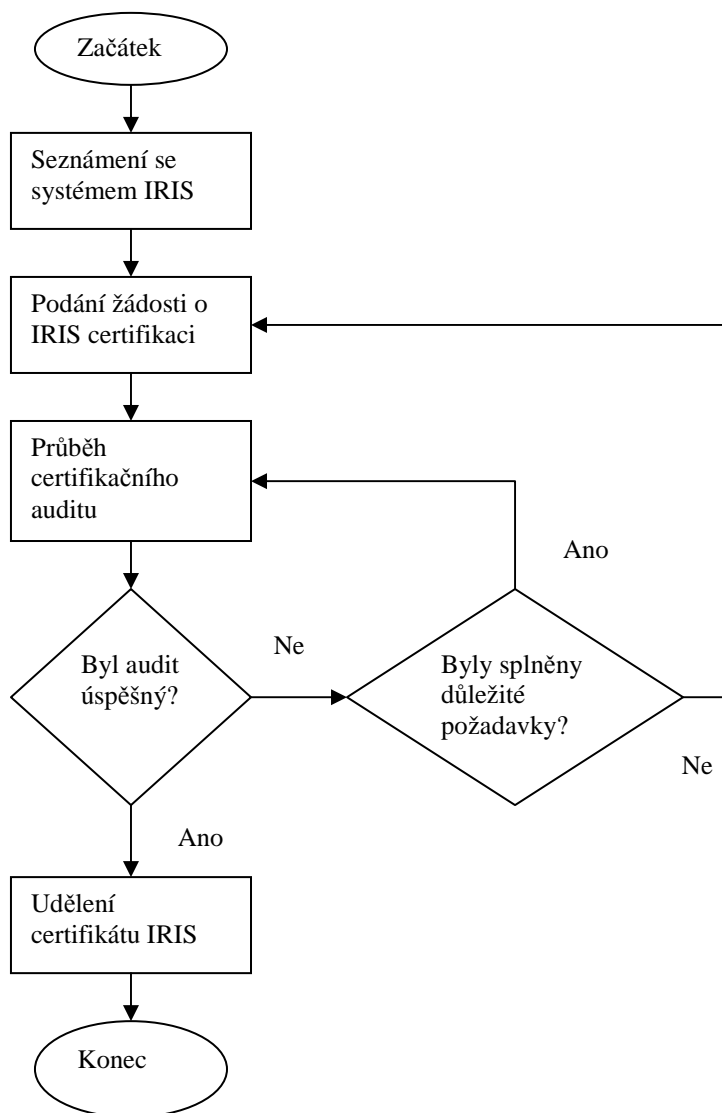 Začátek
Seznámení se
systémem IRIS
Podání žádosti o
IRIS certifikaci
Průběh
certifikačního
auditu
Ano
Ne
Byl audit
úspěšný?
Byly splněny
důležité
požadavky?
Ne
Ano
Udělení
certifikátu IRIS
Konec